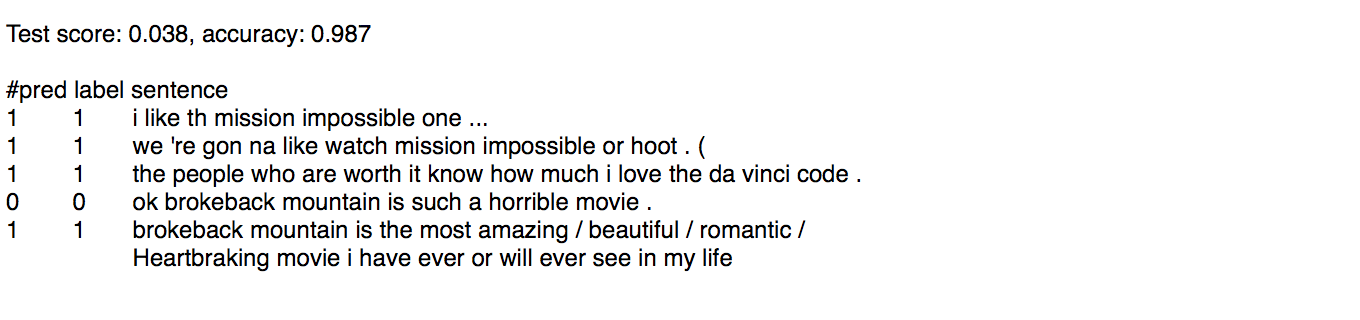 Test score: 0.038, accuracy: 0.987
#pred label sentence
1 1 i like th mission impossible one ...
1 1 we 're gon na like watch mission impossible or hoot . (
1 1 the people who are worth it know how much i love the da vinci code .
0 0 ok brokeback mountain is such a horrible movie .
1 1 brokeback mountain is the most amazing / beautiful / romantic /
Heartbraking movie i have ever or will ever see in my life